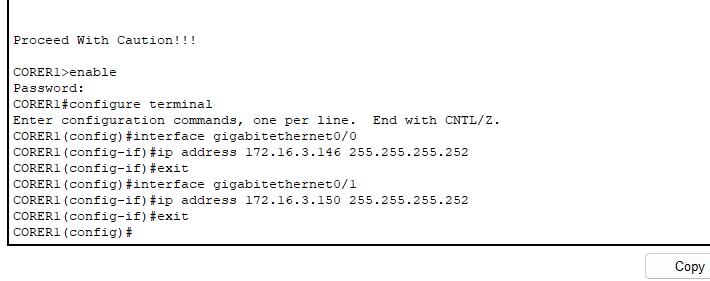 Proceed With Caution!!!
CORER1>enable
Password:
CORER1#configure terminal
Enter configuration commands, one per line.  End with CNTL/Z.
CORER1(config)#interface gigabitethernet0/0
CORER1(config-if)#ip address 172.16.3.146 255.255.255.252
CORER1(config-if)#exit
CORER1(config)#interface gigabitethernet0/1
CORER1(config-if)#ip address 172.16.3.150 255.255.255.252
CORER1(config-if)#exit
CORER1(config)#
Copy